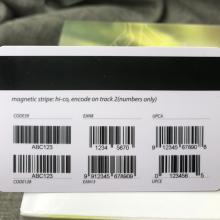 magnetic stripe: hi-co, encode on track 2(numbers only)
CODE39 EAN8 UPCA
ABC123 1234 5670 0 12345 67890 5
ABC123 9 912345 678909 0 123456 5
CODE128 EAN13 UPCE